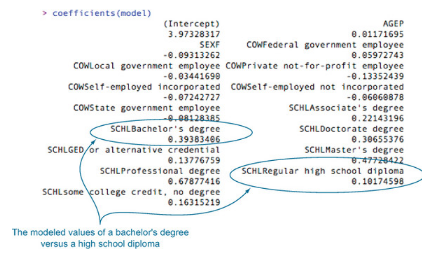 > coefficients(model)
(Intercept) AGEP
3.97328317 0.01171695
SEXF COWFederal government employee
-0.09313262 0.05972743
COWLocal government employee COWPrivate not-for-profit employee
-0.03441690 -0.13352439
COWSelf-employed incorporated COWSelf-employed not incorporated
-0.07242727 -0.06060878
COWState government employee SCHLAssociate's degree
-0.08128385 0.22143196
SCHLBachelor's degree SCHLDoctorate degree
0.39383406 0.30655376
SCHLGED or alternative credential SCHLMaster's degree
0.13776759 0.47728422
SCHLProfessional degree SCHLRegular high school diploma
0.67877416 0.10174598
SCHLsome college credit, no degree
0.16315219
The modeled values of a bachelor's degree
versus a high school diploma